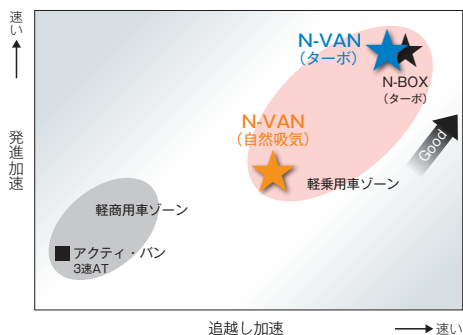 速い
発進加速
N-VAN
（ターボ）
N-BOX
（ターボ）
N-VAN
（自然吸気）
Good
軽乗用車ゾーン
軽商用車ゾーン
アクティ・バン
3速AT
追越し加速
速い